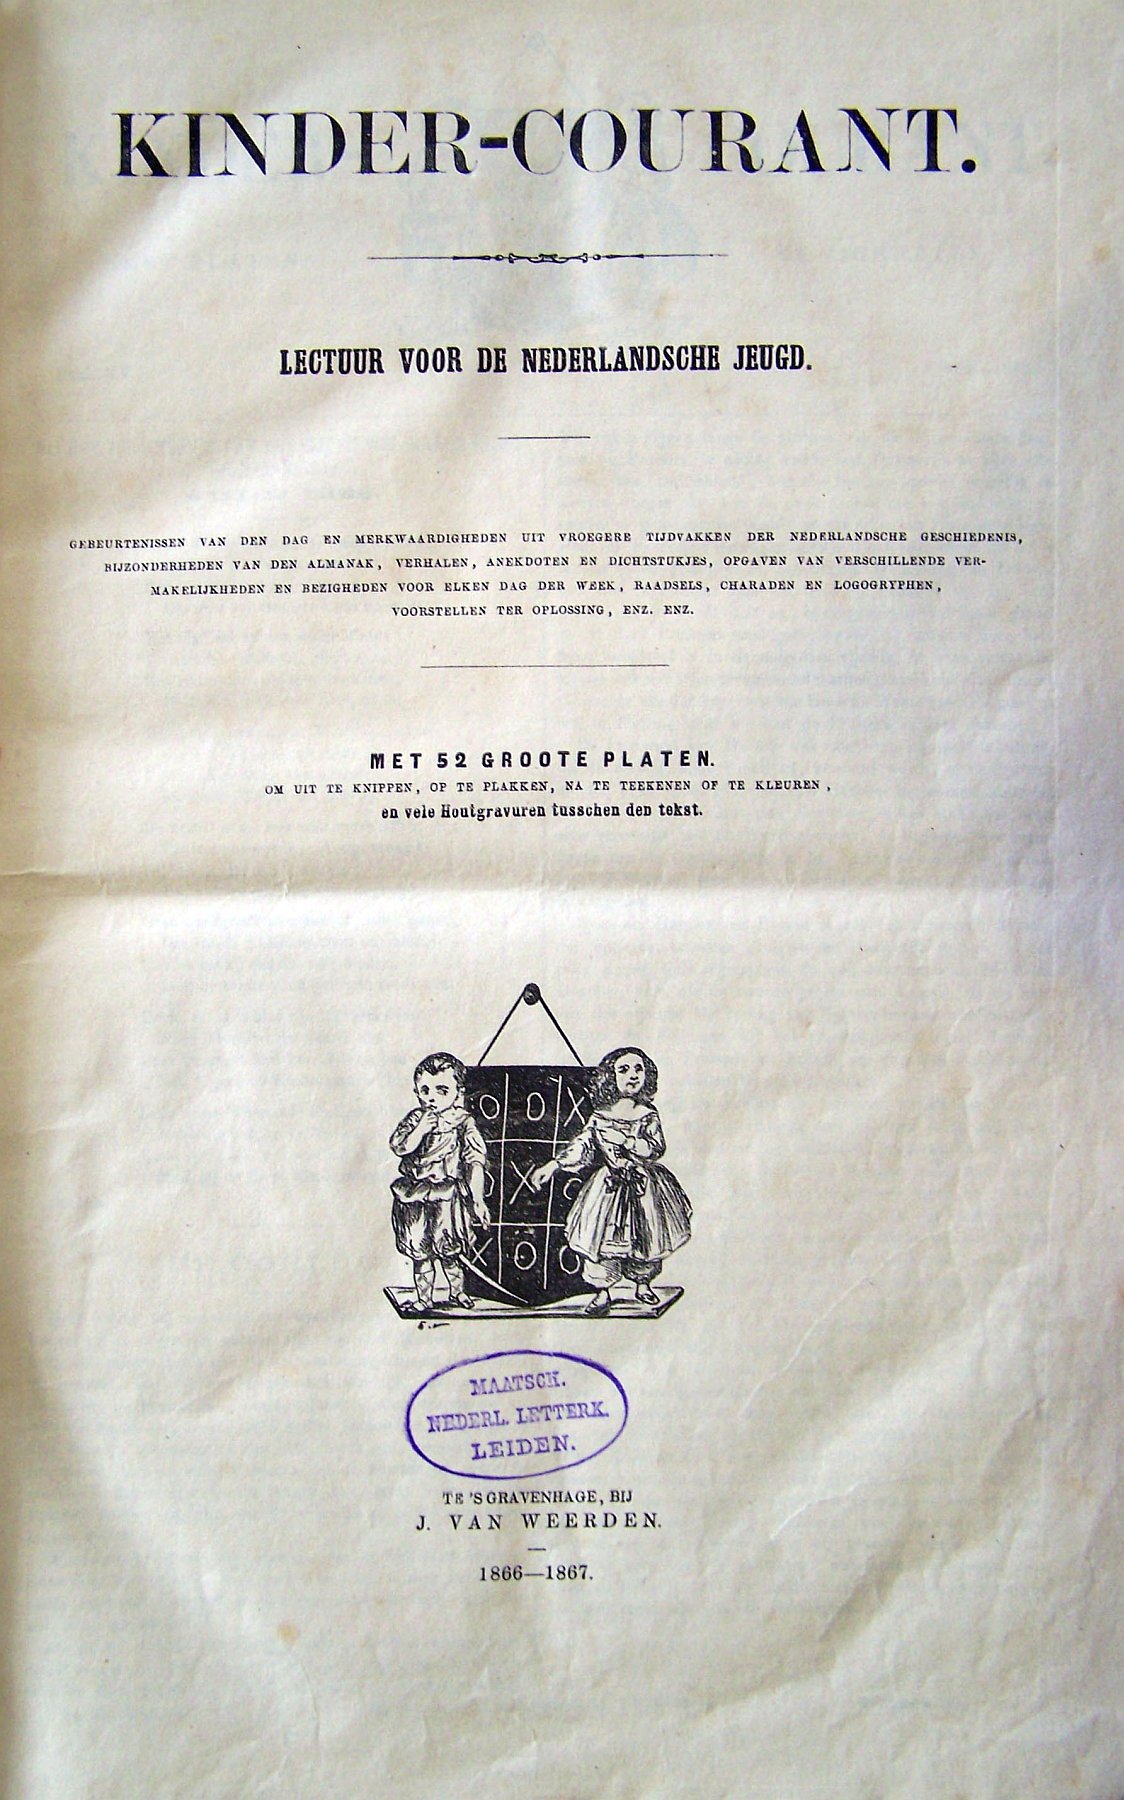 KINDER-COURANT.
LECTUUR VOOR DE NEDERLANDSCHE JEUGD.
GEBEURTENISSEN VAN DEN DAG EN MERKWAARDIGHEDEN UIT VROEGERE TIJDVAKKEN DER NEDERLANDSCHE GESCHIEDENIS,
BIJZONDERHEDEN VAN DEN ALMANAK, VERHALEN, ANEKDOTEN EN DICHTSTUKJES, OPGAVEN VAN VERSCHILLENDE VER-
MAKELIJKHEDEN EN BEZIGHEDEN VOOR ELKEN DAG DER WEEK, RAADSELS, CHARADEN EN LOGOGRYPHEN,
VOORSTELLEN TER OPLOSSING, ENZ. ENZ.
MET 52 GROOTE PLATEN.
OM UIT TE KNIPPEN, OP TE PLAKKEN, NA TE TEEKENEN OF TE KLEUREN,
en vele Houtgravuren tusschen den tekst.
O O X
O X O
X O O
MAATSCH.
NEDERL. LETTERK.
LEIDEN.
TE 'SGRAVENHAGE, BIJ
J. VAN WEERDEN.
1866—1867.